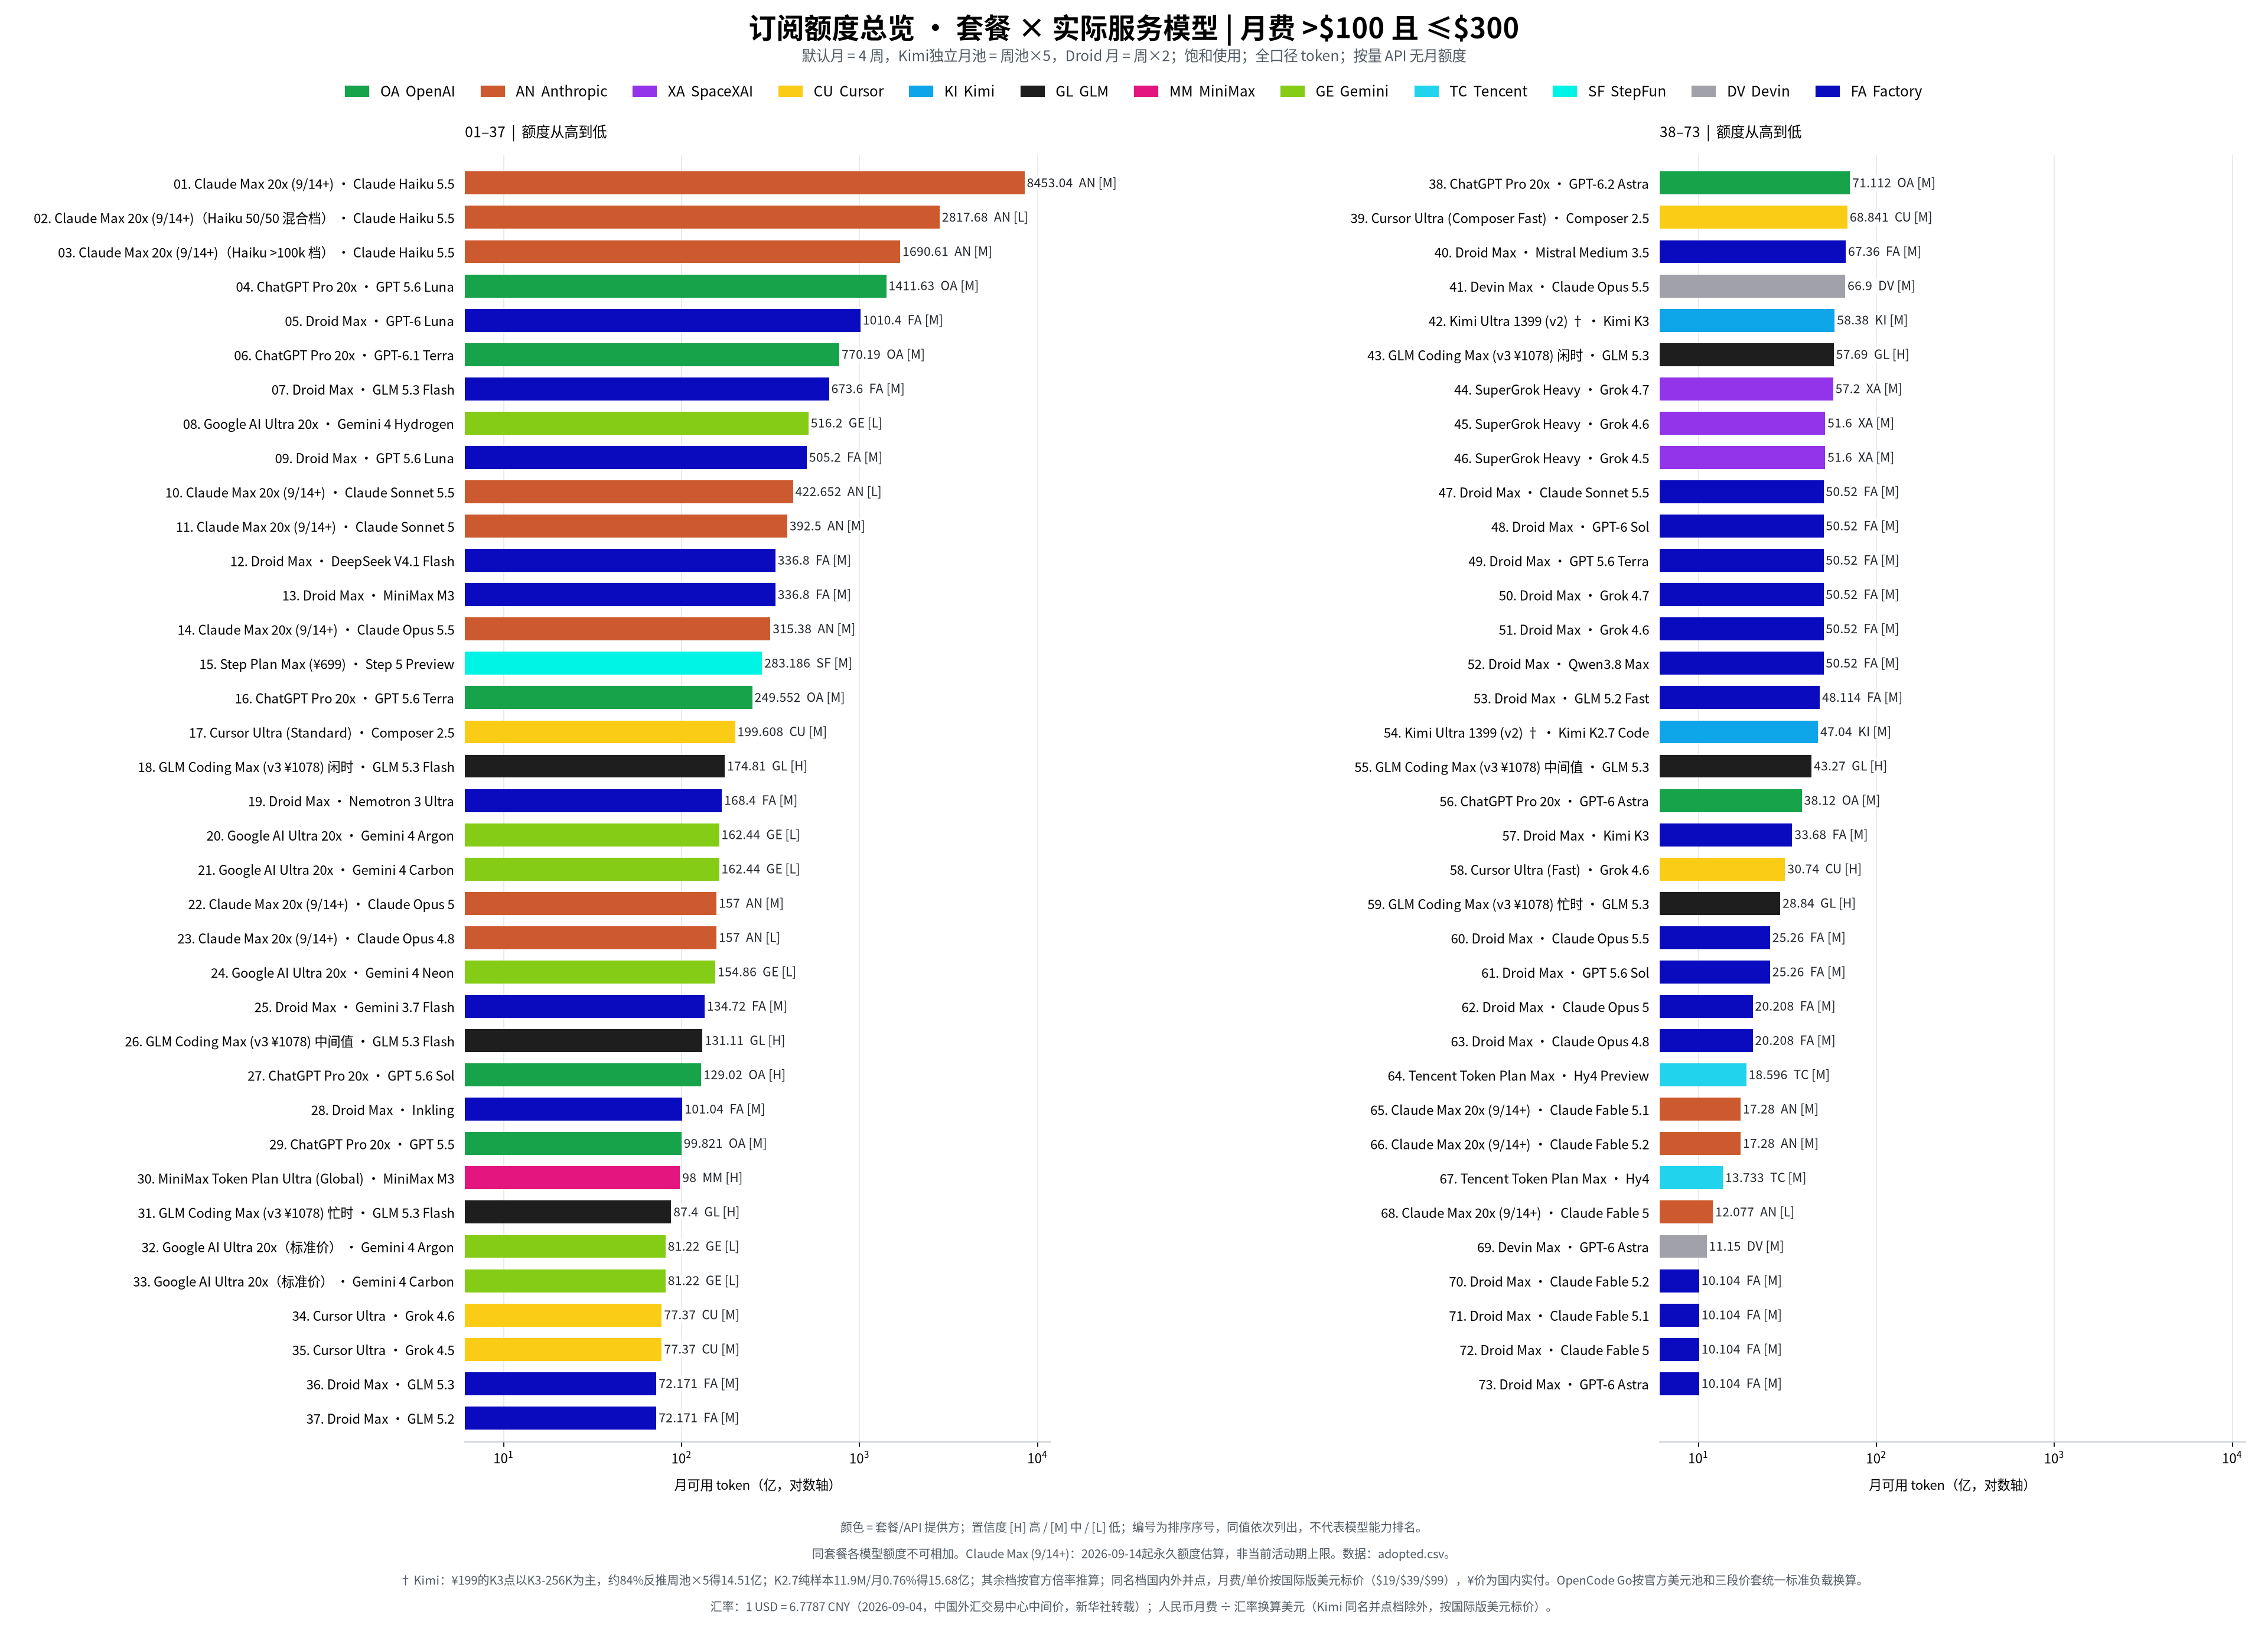 订阅额度总览 · 套餐 × 实际服务模型 | 月费 >$100 且 ≤$300
默认月 = 4 周，Kimi独立月池 = 周池×5，Droid 月 = 周×2；饱和使用；全口径 token；按量 API 无月额度
OA OpenAI  AN Anthropic  XA SpaceXAI  CU Cursor  KI Kimi  GL GLM  MM MiniMax  GE Gemini  TC Tencent  SF StepFun  DV Devin  FA Factory
01–37 | 额度从高到低
01. Claude Max 20x (9/14+) · Claude Haiku 5.5  8453.04 AN [M]
02. Claude Max 20x (9/14+)（Haiku 50/50 混合档） · Claude Haiku 5.5  2817.68 AN [L]
03. Claude Max 20x (9/14+)（Haiku >100k 档） · Claude Haiku 5.5  1690.61 AN [M]
04. ChatGPT Pro 20x · GPT 5.6 Luna  1411.63 OA [M]
05. Droid Max · GPT-6 Luna  1010.4 FA [M]
06. ChatGPT Pro 20x · GPT-6.1 Terra  770.19 OA [M]
07. Droid Max · GLM 5.3 Flash  673.6 FA [M]
08. Google AI Ultra 20x · Gemini 4 Hydrogen  516.2 GE [L]
09. Droid Max · GPT 5.6 Luna  505.2 FA [M]
10. Claude Max 20x (9/14+) · Claude Sonnet 5.5  422.652 AN [L]
11. Claude Max 20x (9/14+) · Claude Sonnet 5  392.5 AN [M]
12. Droid Max · DeepSeek V4.1 Flash  336.8 FA [M]
13. Droid Max · MiniMax M3  336.8 FA [M]
14. Claude Max 20x (9/14+) · Claude Opus 5.5  315.38 AN [M]
15. Step Plan Max (¥699) · Step 5 Preview  283.186 SF [M]
16. ChatGPT Pro 20x · GPT 5.6 Terra  249.552 OA [M]
17. Cursor Ultra (Standard) · Composer 2.5  199.608 CU [M]
18. GLM Coding Max (v3 ¥1078) 闲时 · GLM 5.3 Flash  174.81 GL [H]
19. Droid Max · Nemotron 3 Ultra  168.4 FA [M]
20. Google AI Ultra 20x · Gemini 4 Argon  162.44 GE [L]
21. Google AI Ultra 20x · Gemini 4 Carbon  162.44 GE [L]
22. Claude Max 20x (9/14+) · Claude Opus 5  157 AN [M]
23. Claude Max 20x (9/14+) · Claude Opus 4.8  157 AN [L]
24. Google AI Ultra 20x · Gemini 4 Neon  154.86 GE [L]
25. Droid Max · Gemini 3.7 Flash  134.72 FA [M]
26. GLM Coding Max (v3 ¥1078) 中间值 · GLM 5.3 Flash  131.11 GL [H]
27. ChatGPT Pro 20x · GPT 5.6 Sol  129.02 OA [H]
28. Droid Max · Inkling  101.04 FA [M]
29. ChatGPT Pro 20x · GPT 5.5  99.821 OA [M]
30. MiniMax Token Plan Ultra (Global) · MiniMax M3  98 MM [H]
31. GLM Coding Max (v3 ¥1078) 忙时 · GLM 5.3 Flash  87.4 GL [H]
32. Google AI Ultra 20x（标准价） · Gemini 4 Argon  81.22 GE [L]
33. Google AI Ultra 20x（标准价） · Gemini 4 Carbon  81.22 GE [L]
34. Cursor Ultra · Grok 4.6  77.37 CU [M]
35. Cursor Ultra · Grok 4.5  77.37 CU [M]
36. Droid Max · GLM 5.3  72.171 FA [M]
37. Droid Max · GLM 5.2  72.171 FA [M]
10¹  10²  10³  10⁴
月可用 token（亿，对数轴）
38–73 | 额度从高到低
38. ChatGPT Pro 20x · GPT-6.2 Astra  71.112 OA [M]
39. Cursor Ultra (Composer Fast) · Composer 2.5  68.841 CU [M]
40. Droid Max · Mistral Medium 3.5  67.36 FA [M]
41. Devin Max · Claude Opus 5.5  66.9 DV [M]
42. Kimi Ultra 1399 (v2) † · Kimi K3  58.38 KI [M]
43. GLM Coding Max (v3 ¥1078) 闲时 · GLM 5.3  57.69 GL [H]
44. SuperGrok Heavy · Grok 4.7  57.2 XA [M]
45. SuperGrok Heavy · Grok 4.6  51.6 XA [M]
46. SuperGrok Heavy · Grok 4.5  51.6 XA [M]
47. Droid Max · Claude Sonnet 5.5  50.52 FA [M]
48. Droid Max · GPT-6 Sol  50.52 FA [M]
49. Droid Max · GPT 5.6 Terra  50.52 FA [M]
50. Droid Max · Grok 4.7  50.52 FA [M]
51. Droid Max · Grok 4.6  50.52 FA [M]
52. Droid Max · Qwen3.8 Max  50.52 FA [M]
53. Droid Max · GLM 5.2 Fast  48.114 FA [M]
54. Kimi Ultra 1399 (v2) † · Kimi K2.7 Code  47.04 KI [M]
55. GLM Coding Max (v3 ¥1078) 中间值 · GLM 5.3  43.27 GL [H]
56. ChatGPT Pro 20x · GPT-6 Astra  38.12 OA [M]
57. Droid Max · Kimi K3  33.68 FA [M]
58. Cursor Ultra (Fast) · Grok 4.6  30.74 CU [H]
59. GLM Coding Max (v3 ¥1078) 忙时 · GLM 5.3  28.84 GL [H]
60. Droid Max · Claude Opus 5.5  25.26 FA [M]
61. Droid Max · GPT 5.6 Sol  25.26 FA [M]
62. Droid Max · Claude Opus 5  20.208 FA [M]
63. Droid Max · Claude Opus 4.8  20.208 FA [M]
64. Tencent Token Plan Max · Hy4 Preview  18.596 TC [M]
65. Claude Max 20x (9/14+) · Claude Fable 5.1  17.28 AN [M]
66. Claude Max 20x (9/14+) · Claude Fable 5.2  17.28 AN [M]
67. Tencent Token Plan Max · Hy4  13.733 TC [M]
68. Claude Max 20x (9/14+) · Claude Fable 5  12.077 AN [L]
69. Devin Max · GPT-6 Astra  11.15 DV [M]
70. Droid Max · Claude Fable 5.2  10.104 FA [M]
71. Droid Max · Claude Fable 5.1  10.104 FA [M]
72. Droid Max · Claude Fable 5  10.104 FA [M]
73. Droid Max · GPT-6 Astra  10.104 FA [M]
10¹  10²  10³  10⁴
月可用 token（亿，对数轴）
颜色 = 套餐/API 提供方；置信度 [H] 高 / [M] 中 / [L] 低；编号为排序序号，同值依次列出，不代表模型能力排名。
同套餐各模型额度不可相加。Claude Max (9/14+)：2026-09-14起永久额度估算，非当前活动期上限。数据：adopted.csv。
† Kimi：¥199的K3点以K3-256K为主，约84%反推周池×5得14.51亿；K2.7纯样本11.9M/月0.76%得15.68亿；其余档按官方倍率推算；同名档国内外并点，月费/单价按国际版美元标价（$19/$39/$99），¥价为国内实付。OpenCode Go按官方美元池和三段价套统一标准负载换算。
汇率：1 USD = 6.7787 CNY（2026-09-04，中国外汇交易中心中间价，新华社转载）；人民币月费 ÷ 汇率换算美元（Kimi 同名并点档除外，按国际版美元标价）。